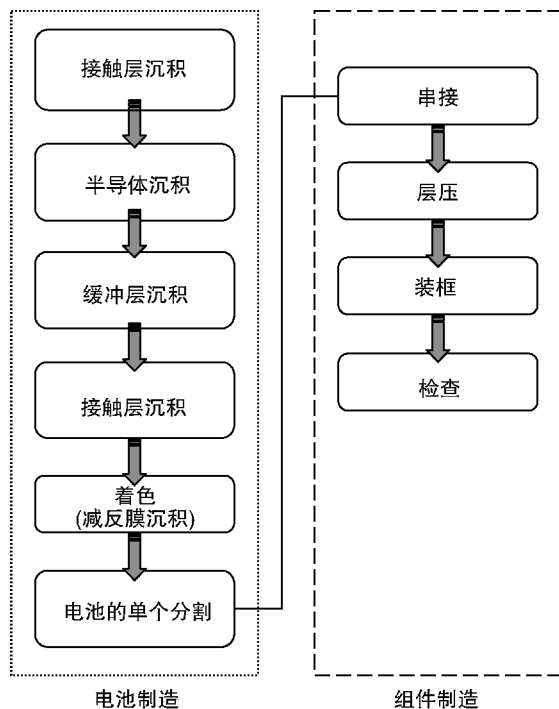 接触层沉积
半导体沉积
缓冲层沉积
接触层沉积
着色
(减反膜沉积)
电池的单个分割
电池制造
串接
层压
装框
检查
组件制造